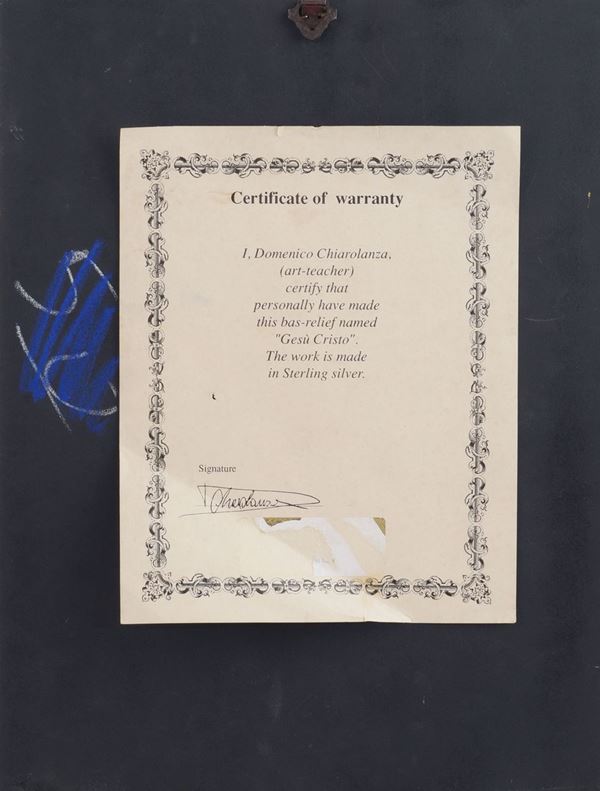 Certificate of warranty
I, Domenico Chiarolanza,
(art-teacher)
certify that
personally have made
this bas-relief named
"Gesù Cristo".
The work is made
in Sterling silver.
Signature